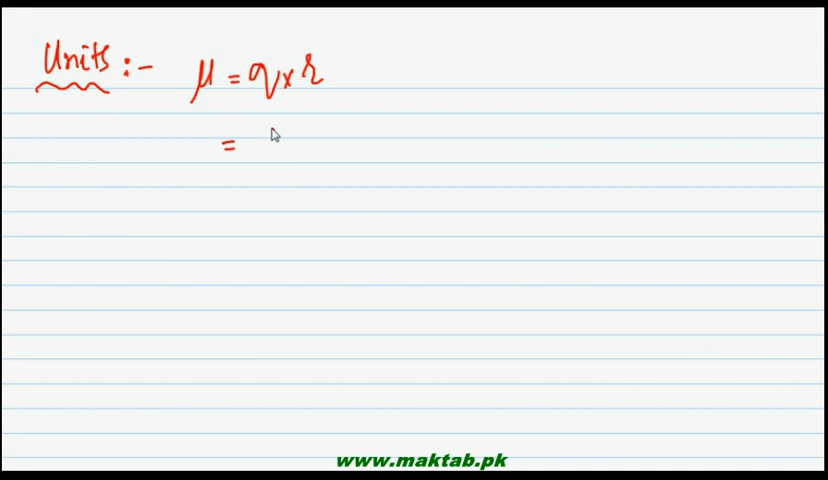 Units :- μ = q × r
=
www.maktab.pk